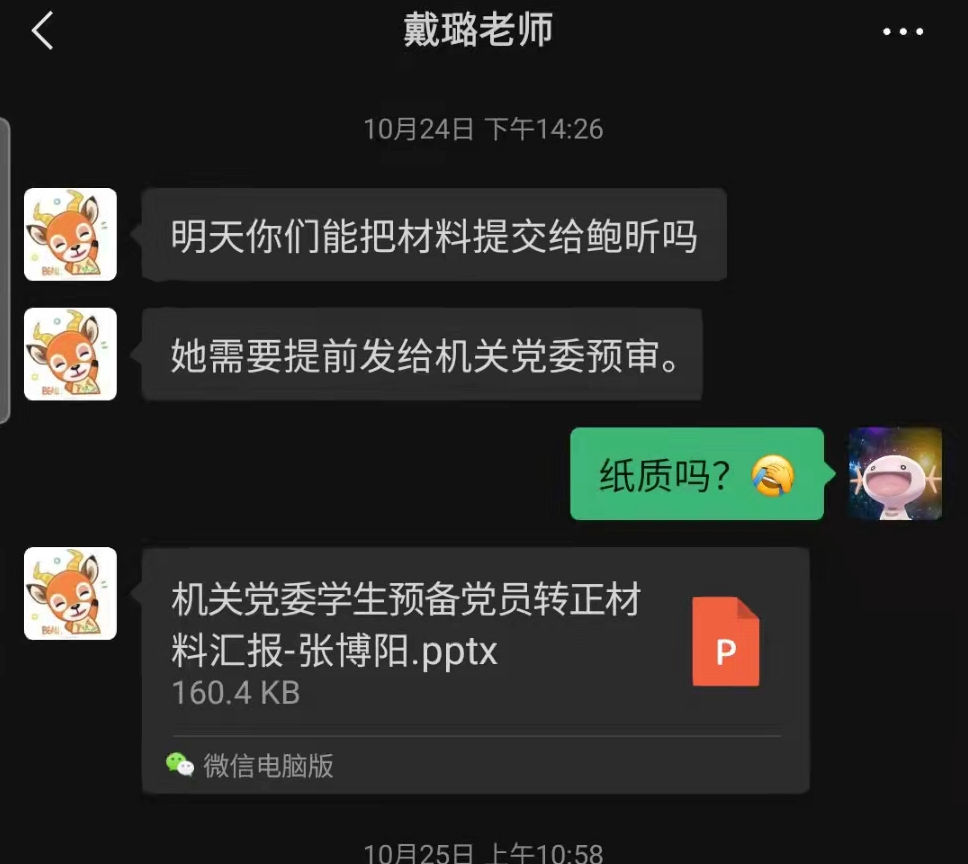 戴璐老师
10月24日 下午14:26
明天你们能把材料提交给鲍昕吗
她需要提前发给机关党委预审。
纸质吗？
机关党委学生预备党员转正材
料汇报-张博阳.pptx
160.4 KB
P
微信电脑版
10月25日 上午10:58